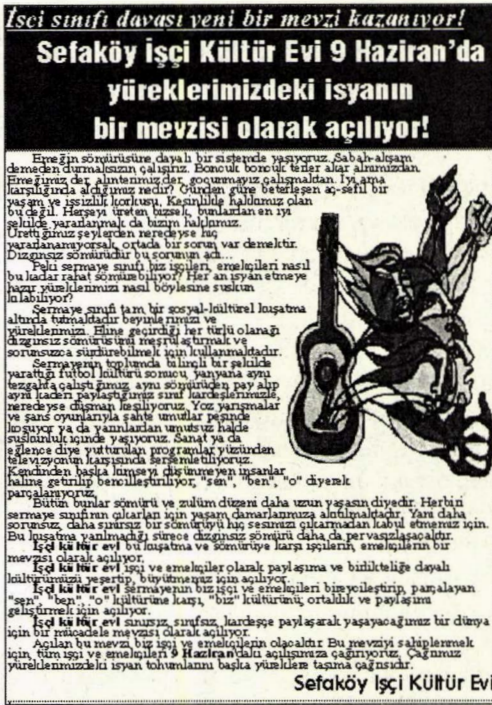 İşçi sınıfı davası yeni bir mevzi kazanıyor!
Sefaköy İşçi Kültür Evi 9 Haziran'da
yüreklerimizdeki isyanın
bir mevzisi olarak açılıyor!
Emeğin sömürüsüne dayalı bir sistemde yaşıyoruz. Sabah-akşam
demeden durmaksızın çalışırız. Boncuk boncuk terler akar alnımızdan.
Emeğimiz der, alınterimiz der, göçünmayız çalışmaktan. İyi ama
karşılığında aldığımız nedir? Günden güne beterleşen aç-sefil bir
yaşam ve işsizlik korkusu. Kesinlikle hakkımız olan
bu değil. Herşeyi üreten bizsek, bunlardan en iyi
şekilde yararlanmak da bizim hakkımız.
Ürettiğimiz şeylerden neredeyse hiç
yararlanamıyorsak, ortada bir sorun var demektir.
Dizginsiz sömürüdür bu sorunun adı...
Peki sermaye sınıfı biz işçileri, emekçileri nasıl
bu kadar rahat sömürebiliyor? Her an isyan etmeye
hazır yüreklerimizi nasıl böylesine suskun
kılabiliyor?
Sermaye sınıfı tam bir sosyal-kültürel kuşatma
altında tutmaktadır beyinlerimizi ve
yüreklerimizi. Eline geçirdiği her türlü olanağı
dizginsiz sömürüsünü meşrulaştırmak ve
sorunsuzca sürdürebilmek için kullanmaktadır.
Sermayenin toplumda bilinçli bir şekilde
yarattığı futbol kültürü sonucu, yanyana aynı
tezgahta çalıştığımız, aynı sömürüden pay alıp
aynı kaderi paylaştığımız sınıf kardeşlerimizle,
neredeyse düşman kesiliyoruz. Yoz yarışmalar
ve şans oyunlarıyla sahte umutlar peşinde
koşuyor ya da yarınlardan umutsuz halde
suskunluk içinde yaşıyoruz. Sanat ya da
eğlence diye yutturulan programlar yüzünden
televizyonun karşısında sersemletiliyoruz.
Kendinden başka kimseyi düşünmeyen insanlar
haline getirilip bencilleştiriliyor, "sen", "ben", "o" diyerek
parçalanıyoruz.
Bütün bunlar sömürü ve zulüm düzeni daha uzun yaşasın diyedir. Herbiri
sermaye sınıfının çıkarları için yaşam damarlarımıza akıtılmaktadır. Yani daha
sorunsuz, daha sınırsız bir sömürüyü hiç sesimizi çıkarmadan kabul etmemiz için.
Bu kuşatma yarılmadığı sürece dizginsiz sömürü daha da pervasızlaşacaktır.
İşçi kültür evi bu kuşatma ve sömürüye karşı işçilerin, emekçilerin bir
mevzisi olarak açılıyor.
İşçi kültür evi işçi ve emekçiler olarak paylaşıma ve birlikteliğe dayalı
kültürümüzü yeşertip, büyütmemiz için açılıyor.
İşçi kültür evi sermayenin biz işçi ve emekçileri bireycileştirip, parçalayan
"sen", "ben", "o" kültürüne karşı, "biz" kültürünü, ortaklık ve paylaşımı
geliştirmek için açılıyor.
İşçi kültür evi sınırsız, sınıfsız, kardeşçe paylaşarak yaşayacağımız bir dünya
için bir mücadele mevzisi olarak açılıyor.
Açılan bu mevzi biz işçi ve emekçilerin olacaktır. Bu mevziyi sahiplenmek
için, tüm işçi ve emekçileri 9 Haziran'daki açılışımıza çağırıyoruz. Çağrımız
yüreklerimizdeki isyan tohumlarını başka yüreklere taşıma çağrısıdır.
Sefaköy İşçi Kültür Evi